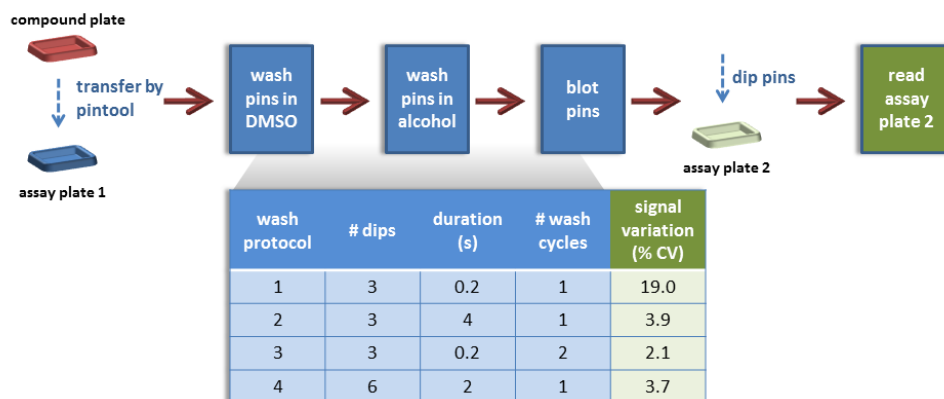 compound plate
transfer by
pintool
assay plate 1
wash
pins in
DMSO
wash
pins in
alcohol
blot
pins
dip pins
assay plate 2
read
assay
plate 2
wash
protocol
# dips
duration
(s)
# wash
cycles
signal
variation
(% CV)
1 3 0.2 1 19.0
2 3 4 1 3.9
3 3 0.2 2 2.1
4 6 2 1 3.7